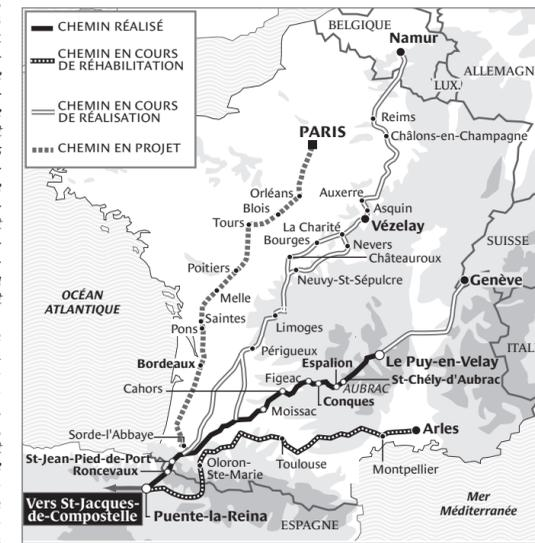 CHEMIN RÉALISÉ
CHEMIN EN COURS
DE RÉHABILITATION
CHEMIN EN COURS
DE RÉALISATION
CHEMIN EN PROJET
BELGIQUE
Namur
ALLEMAGN
LUX.
Reims
Châlons-en-Champagne
PARIS
Orléans
Blois
Tours
Auxerre
Asquin
Vézelay
La Charité
Bourges
Nevers
Châteauroux
Neuvy-St-Sépulcre
SUISSE
Genève
Poitiers
Melle
OCÉAN
ATLANTIQUE
Saintes
Pons
Limoges
ITAL
Périgueux
Bordeaux
Espalion
Le Puy-en-Velay
Figeac
AUBRAC
St-Chély-d'Aubrac
Cahors
Conques
Moissac
Sorde-l'Abbaye
Arles
St-Jean-Pied-de-Port
Roncevaux
Oloron-
Ste-Marie
Toulouse
Montpellier
Vers St-Jacques-
de-Compostelle
Puente-la-Reina
ESPAGNE
Mer
Méditerranée